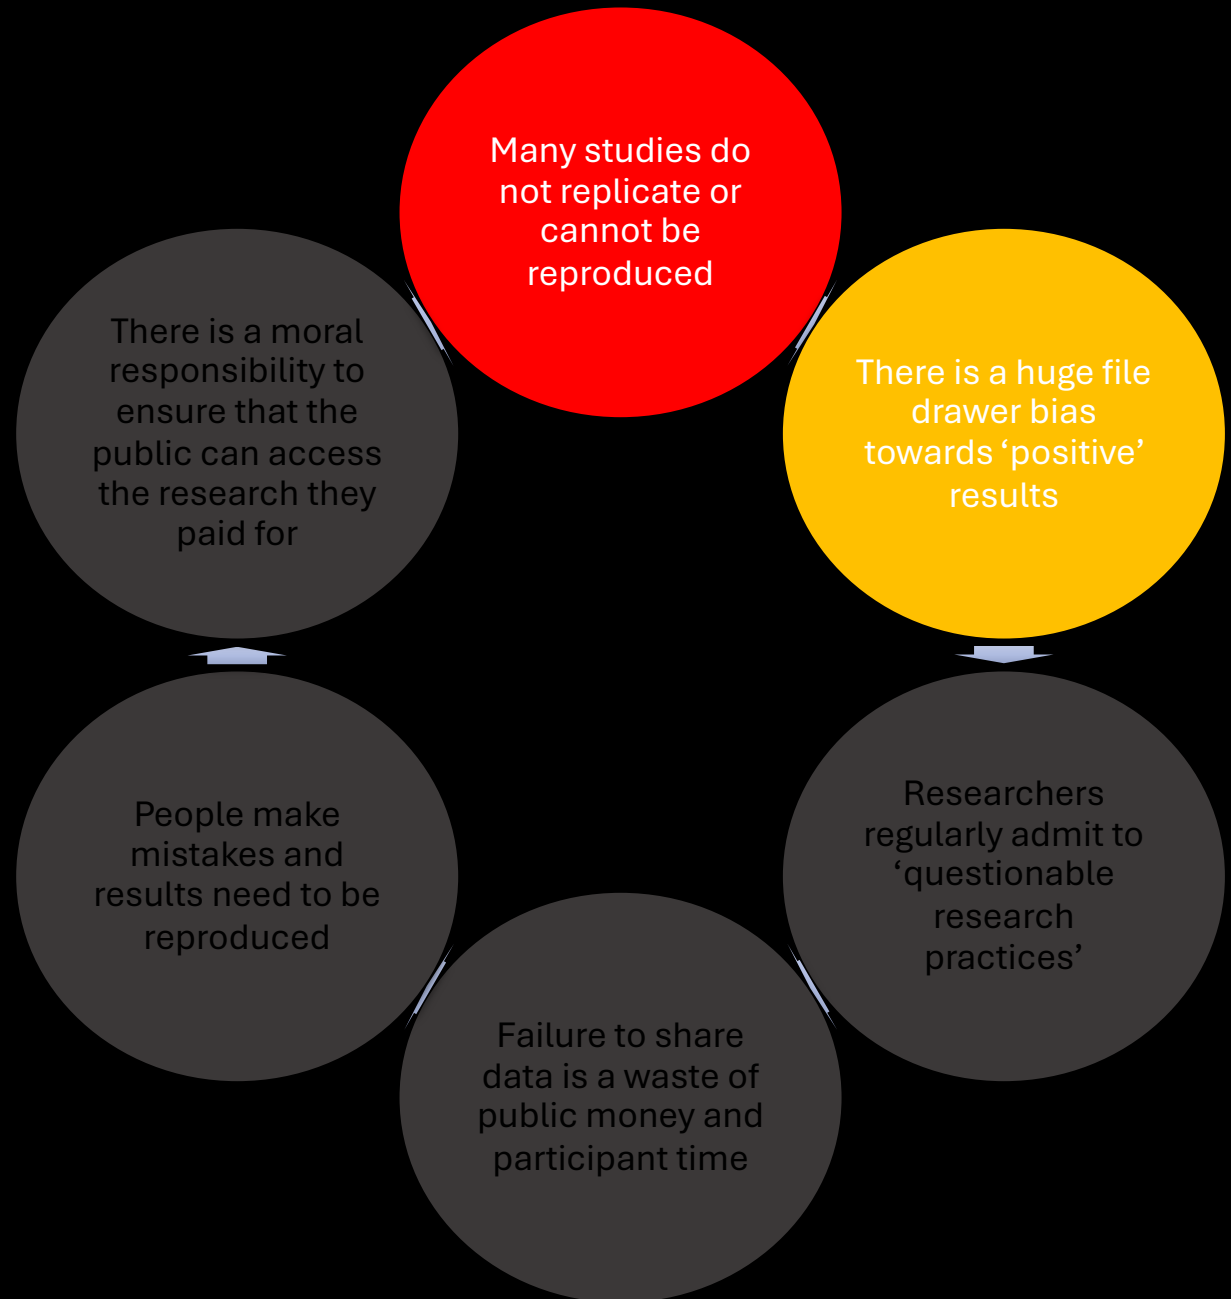 Many studies do
not replicate or
cannot be
reproduced
There is a huge file
drawer bias
towards ‘positive’
results
Researchers
regularly admit to
‘questionable
research
practices’
Failure to share
data is a waste of
public money and
participant time
People make
mistakes and
results need to be
reproduced
There is a moral
responsibility to
ensure that the
public can access
the research they
paid for